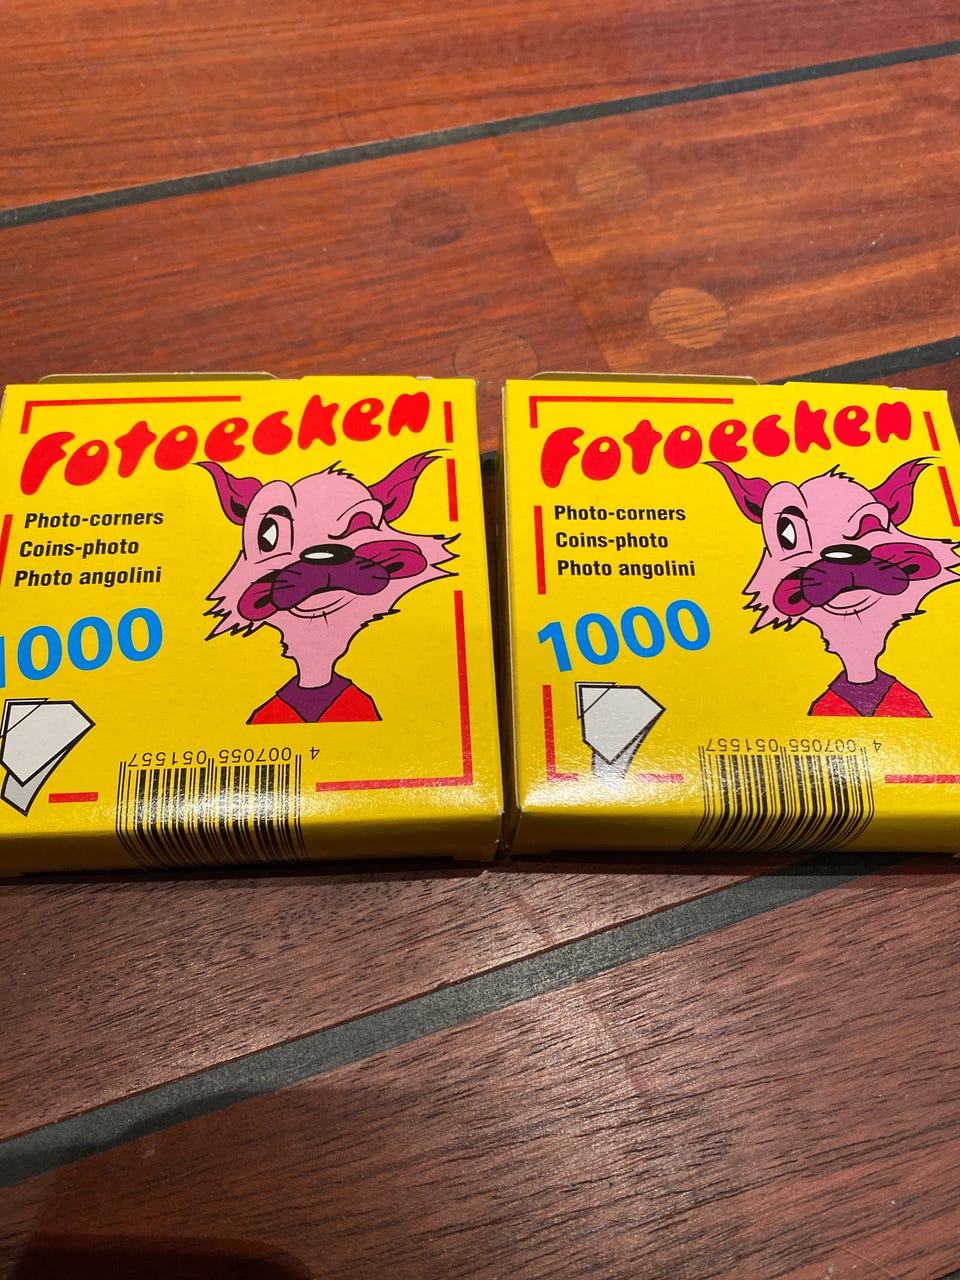 Fotoecken
Photo-corners
Coins-photo
Photo angolini
1000
4 007055 051557
Fotoecken
Photo-corners
Coins-photo
Photo angolini
1000
4 007055 051557